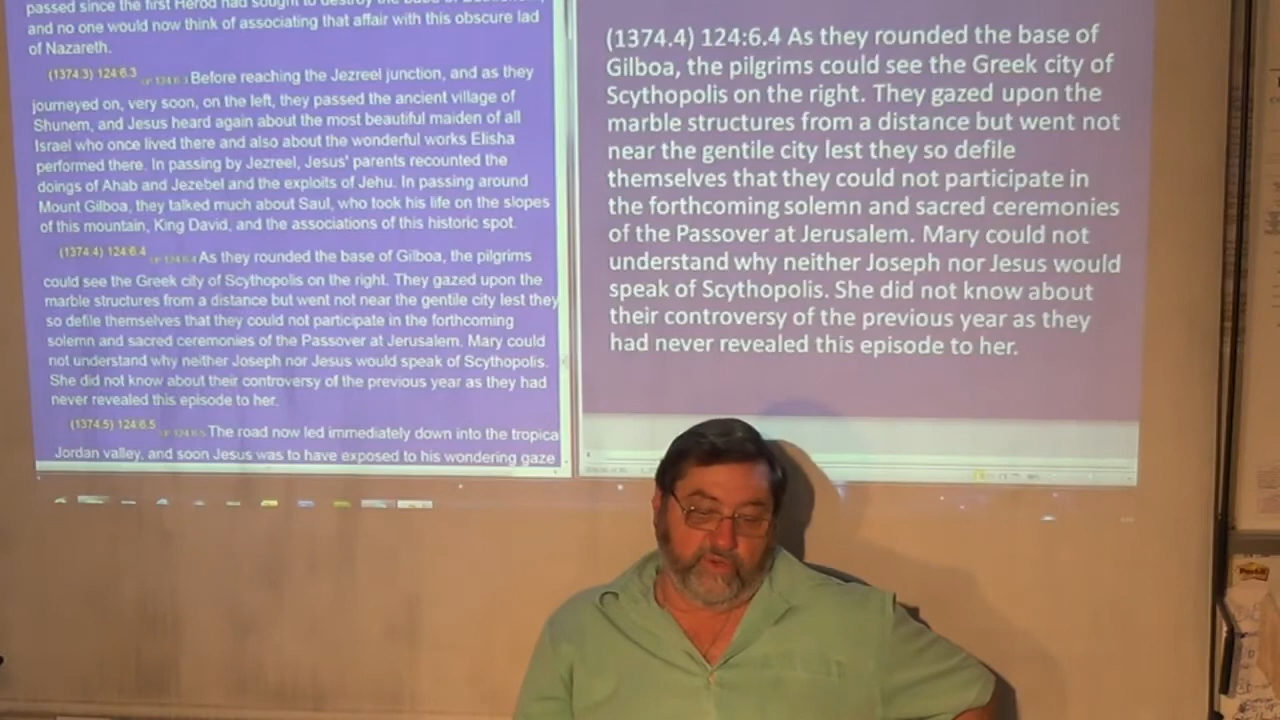 passed since the first Herod had sought to destroy the babe of
and no one would now think of associating that affair with this obscure lad
of Nazareth.
(1374.3) 124:6.3 Before reaching the Jezreel junction, and as they
journeyed on, very soon, on the left, they passed the ancient village of
Shunem, and Jesus heard again about the most beautiful maiden of all
Israel who once lived there and also about the wonderful works Elisha
performed there. In passing by Jezreel, Jesus' parents recounted the
doings of Ahab and Jezebel and the exploits of Jehu. In passing around
Mount Gilboa, they talked much about Saul, who took his life on the slopes
of this mountain, King David, and the associations of this historic spot.
(1374.4) 124:6.4 As they rounded the base of Gilboa, the pilgrims
could see the Greek city of Scythopolis on the right. They gazed upon the
marble structures from a distance but went not near the gentile city lest they
so defile themselves that they could not participate in the forthcoming
solemn and sacred ceremonies of the Passover at Jerusalem. Mary could
not understand why neither Joseph nor Jesus would speak of Scythopolis.
She did not know about their controversy of the previous year as they had
never revealed this episode to her.
(1374.5) 124:6.5 The road now led immediately down into the tropica
Jordan valley, and soon Jesus was to have exposed to his wondering gaze
(1374.4) 124:6.4 As they rounded the base of
Gilboa, the pilgrims could see the Greek city of
Scythopolis on the right. They gazed upon the
marble structures from a distance but went not
near the gentile city lest they so defile
themselves that they could not participate in
the forthcoming solemn and sacred ceremonies
of the Passover at Jerusalem. Mary could not
understand why neither Joseph nor Jesus would
speak of Scythopolis. She did not know about
their controversy of the previous year as they
had never revealed this episode to her.
Post-it